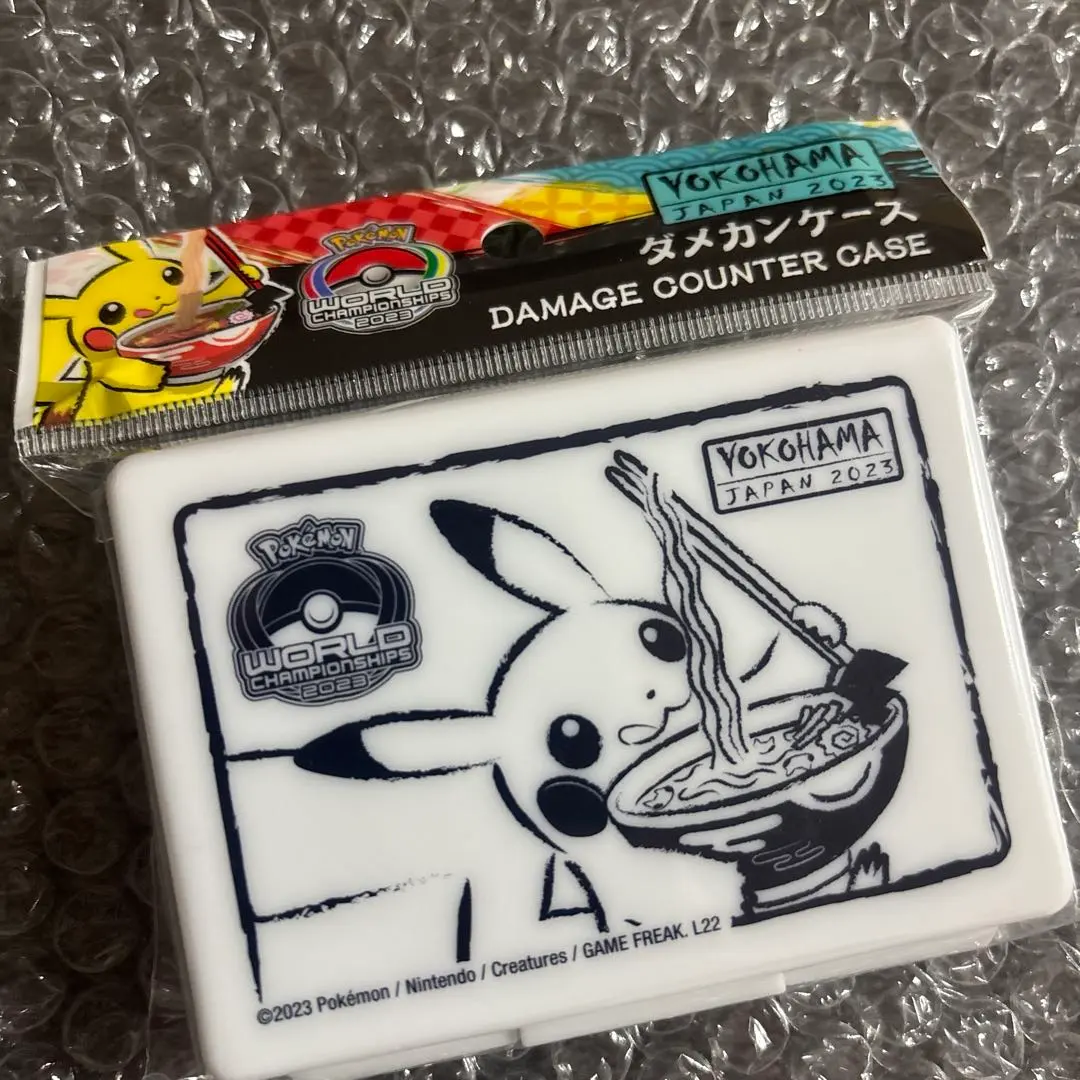 YOKOHAMA
JAPAN 2023
ダメカンケース
DAMAGE COUNTER CASE
Pokémon
WORLD
CHAMPIONSHIPS
2023
YOKOHAMA
JAPAN 2023
Pokémon
WORLD
CHAMPIONSHIPS
2023
©2023 Pokémon / Nintendo / Creatures / GAME FREAK. L22